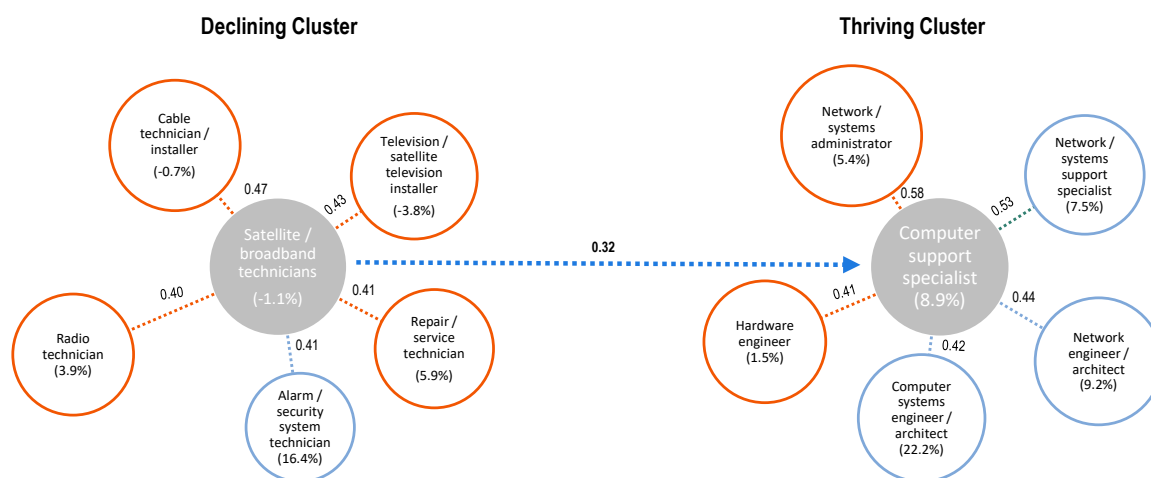 Declining Cluster
Thriving Cluster
Cable
technician /
installer
(-0.7%)
Television /
satellite
television
installer
(-3.8%)
0.47
0.43
Satellite /
broadband
technicians
(-1.1%)
0.40
0.41
0.41
Radio
technician
(3.9%)
Repair /
service
technician
(5.9%)
Alarm /
security
system
technician
(16.4%)
0.32
Network /
systems
administrator
(5.4%)
Network /
systems
support
specialist
(7.5%)
0.58
0.53
Computer
support
specialist
(8.9%)
0.41
0.44
0.42
Hardware
engineer
(1.5%)
Network
engineer /
architect
(9.2%)
Computer
systems
engineer /
architect
(22.2%)